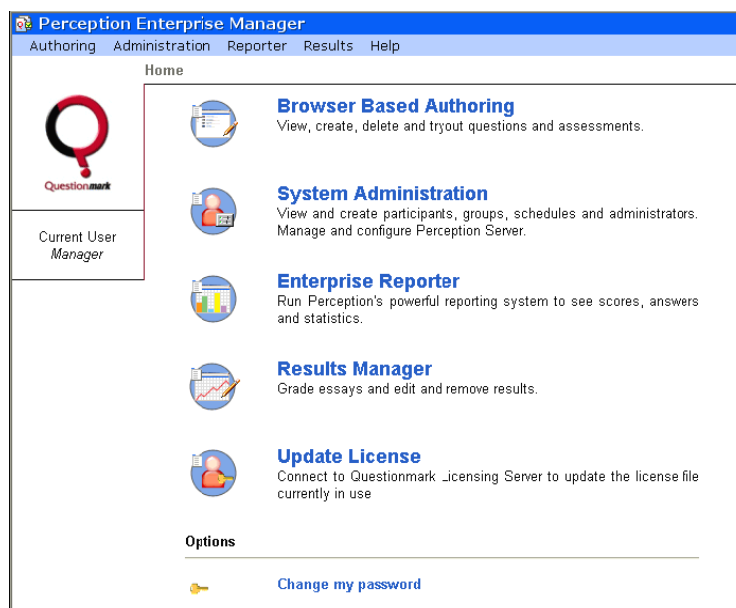 Perception Enterprise Manager
Authoring Administration Reporter Results Help
Home
Questionmark
Current User
Manager
Browser Based Authoring
View, create, delete and tryout questions and assessments.
System Administration
View and create participants, groups, schedules and administrators.
Manage and configure Perception Server.
Enterprise Reporter
Run Perception's powerful reporting system to see scores, answers
and statistics.
Results Manager
Grade essays and edit and remove results.
Update License
Connect to Questionmark Licensing Server to update the license file
currently in use
Options
Change my password